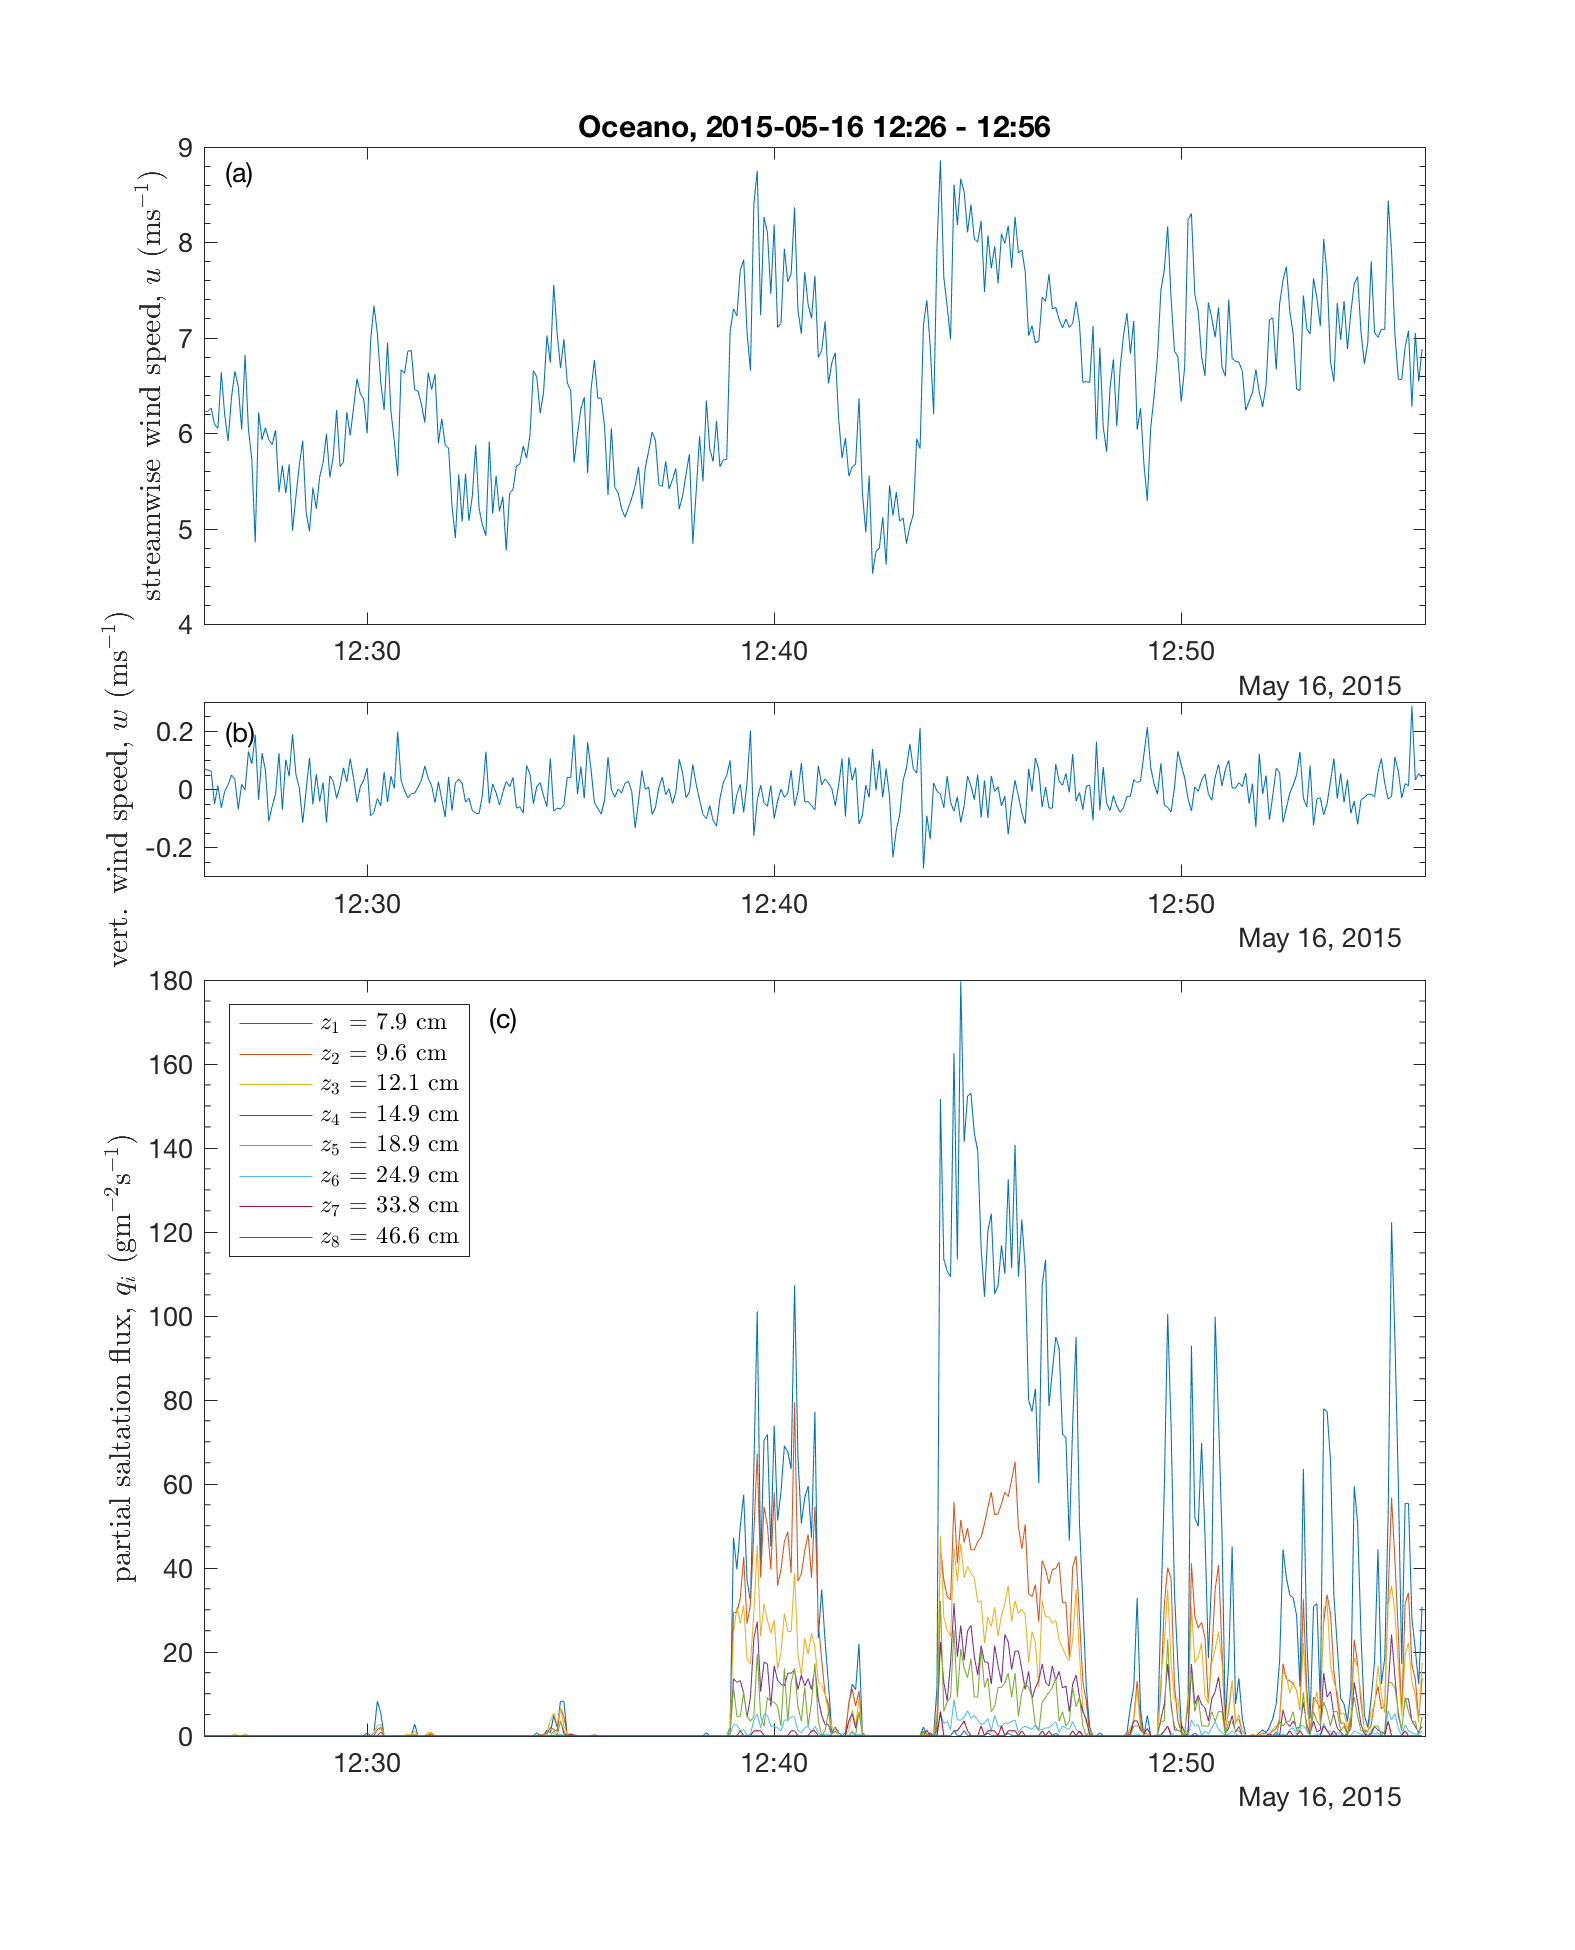 Oceano, 2015-05-16 12:26 - 12:56
(a)
streamwise wind speed, u (ms⁻¹)
9
8
7
6
5
4
12:30 12:40 12:50
May 16, 2015
(b)
vert. wind speed, w (ms⁻¹)
0.2
0
-0.2
12:30 12:40 12:50
May 16, 2015
(c)
partial saltation flux, qᵢ (gm⁻²s⁻¹)
180
160
140
120
100
80
60
40
20
0
z₁ = 7.9 cm
z₂ = 9.6 cm
z₃ = 12.1 cm
z₄ = 14.9 cm
z₅ = 18.9 cm
z₆ = 24.9 cm
z₇ = 33.8 cm
z₈ = 46.6 cm
12:30 12:40 12:50
May 16, 2015